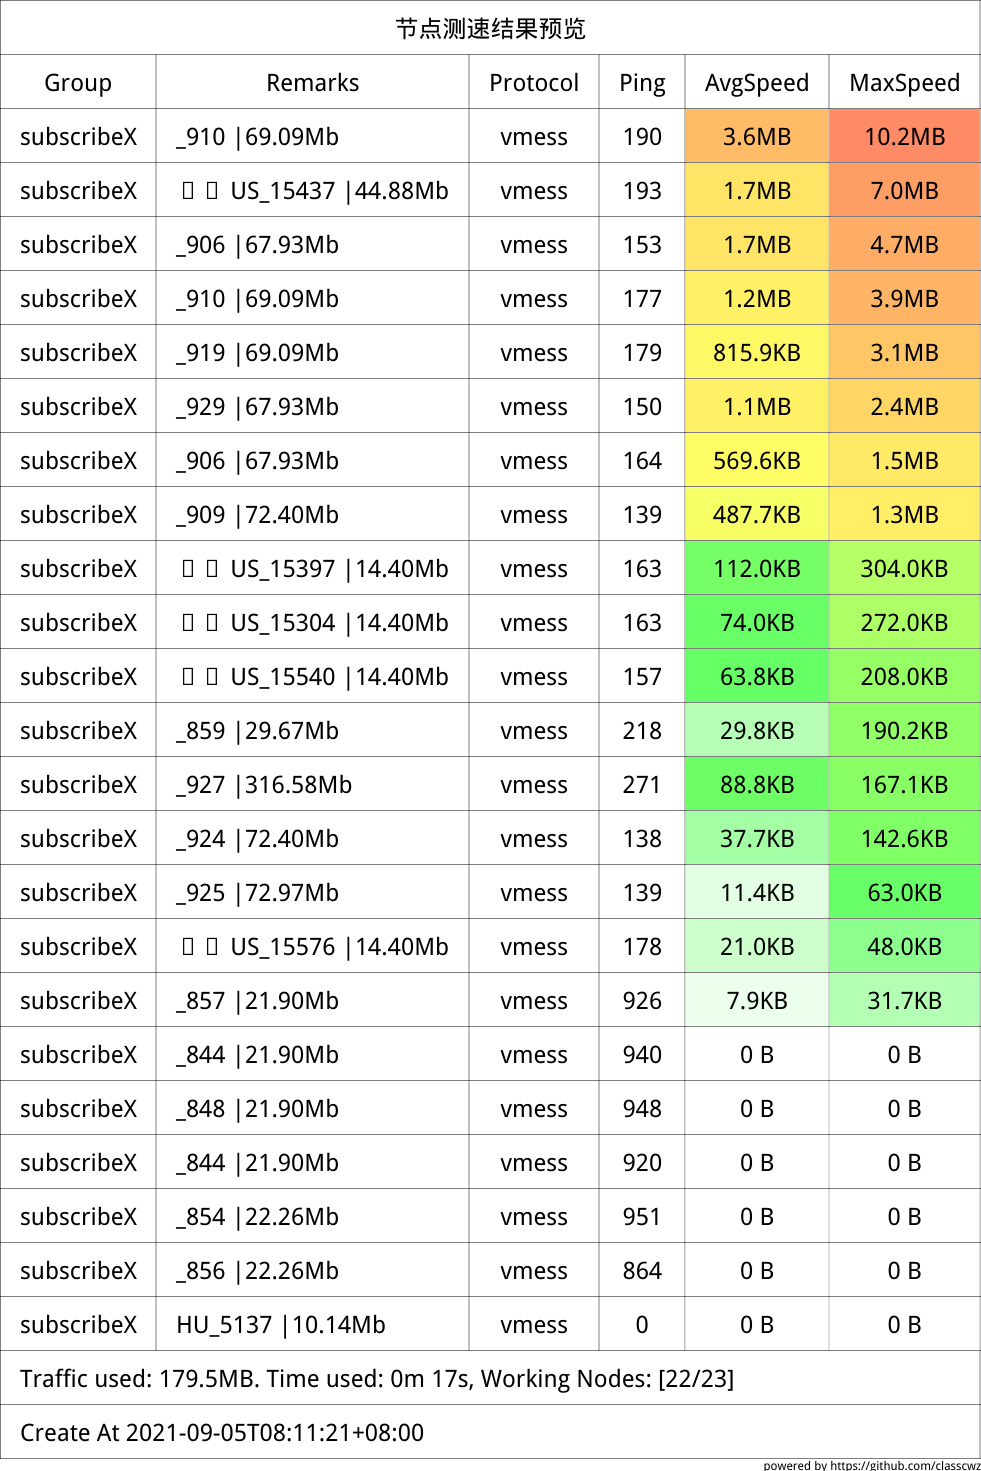 节点测速结果预览
Group Remarks Protocol Ping AvgSpeed MaxSpeed
subscribeX _910 |69.09Mb vmess 190 3.6MB 10.2MB
subscribeX US_15437 |44.88Mb vmess 193 1.7MB 7.0MB
subscribeX _906 |67.93Mb vmess 153 1.7MB 4.7MB
subscribeX _910 |69.09Mb vmess 177 1.2MB 3.9MB
subscribeX _919 |69.09Mb vmess 179 815.9KB 3.1MB
subscribeX _929 |67.93Mb vmess 150 1.1MB 2.4MB
subscribeX _906 |67.93Mb vmess 164 569.6KB 1.5MB
subscribeX _909 |72.40Mb vmess 139 487.7KB 1.3MB
subscribeX US_15397 |14.40Mb vmess 163 112.0KB 304.0KB
subscribeX US_15304 |14.40Mb vmess 163 74.0KB 272.0KB
subscribeX US_15540 |14.40Mb vmess 157 63.8KB 208.0KB
subscribeX _859 |29.67Mb vmess 218 29.8KB 190.2KB
subscribeX _927 |316.58Mb vmess 271 88.8KB 167.1KB
subscribeX _924 |72.40Mb vmess 138 37.7KB 142.6KB
subscribeX _925 |72.97Mb vmess 139 11.4KB 63.0KB
subscribeX US_15576 |14.40Mb vmess 178 21.0KB 48.0KB
subscribeX _857 |21.90Mb vmess 926 7.9KB 31.7KB
subscribeX _844 |21.90Mb vmess 940 0 B 0 B
subscribeX _848 |21.90Mb vmess 948 0 B 0 B
subscribeX _844 |21.90Mb vmess 920 0 B 0 B
subscribeX _854 |22.26Mb vmess 951 0 B 0 B
subscribeX _856 |22.26Mb vmess 864 0 B 0 B
subscribeX HU_5137 |10.14Mb vmess 0 0 B 0 B
Traffic used: 179.5MB. Time used: 0m 17s, Working Nodes: [22/23]
Create At 2021-09-05T08:11:21+08:00
powered by https://github.com/classcwz